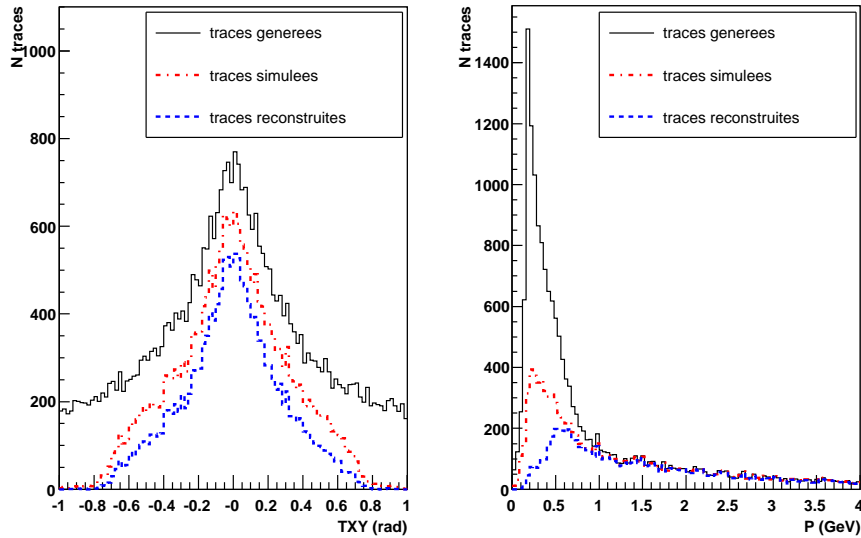 N traces
1000
800
600
400
200
0
traces generees
traces simulees
traces reconstruites
-1 -0.8 -0.6 -0.4 -0.2 -0 0.2 0.4 0.6 0.8 1
TXY (rad)
N traces
1400
1200
1000
800
600
400
200
0
traces generees
traces simulees
traces reconstruites
0 0.5 1 1.5 2 2.5 3 3.5 4
P (GeV)